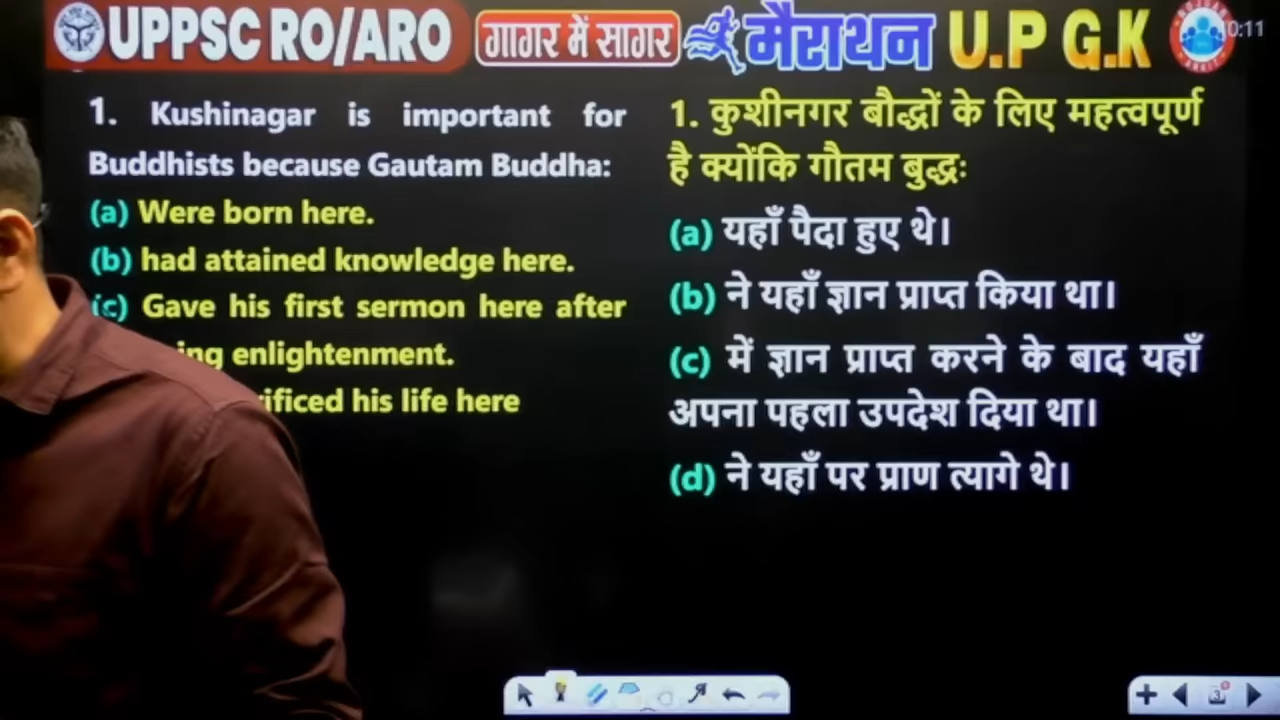 UPPSC RO/ARO गागर में सागर मैराथन U.P G.K
0:11
1. Kushinagar is important for
Buddhists because Gautam Buddha:
(a) Were born here.
(b) had attained knowledge here.
(c) Gave his first sermon here after
enlightenment.
his life here
1. कुशीनगर बौद्धों के लिए महत्वपूर्ण
है क्योंकि गौतम बुद्धः
(a) यहाँ पैदा हुए थे।
(b) ने यहाँ ज्ञान प्राप्त किया था।
(c) में ज्ञान प्राप्त करने के बाद यहाँ
अपना पहला उपदेश दिया था।
(d) ने यहाँ पर प्राण त्यागे थे।